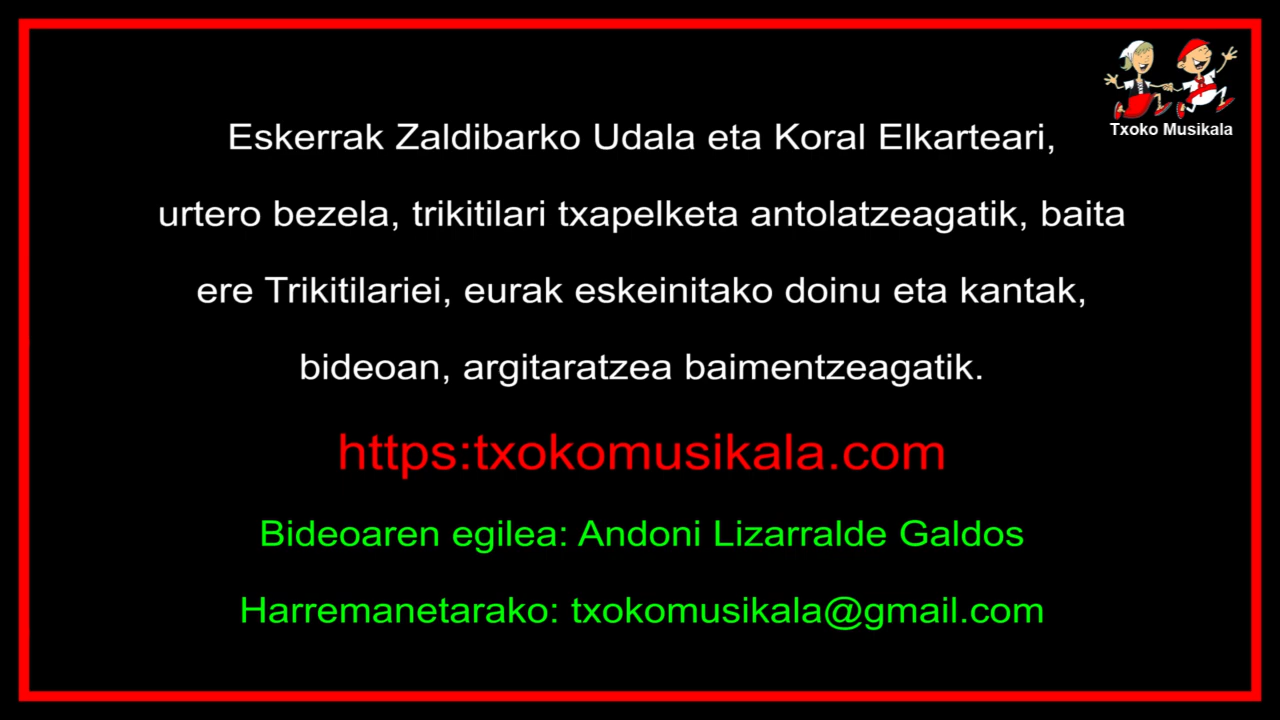 Txoko Musikala
Eskerrak Zaldibarko Udala eta Koral Elkarteari,
urtero bezela, trikitilari txapelketa antolatzeagatik, baita
ere Trikitilariei, eurak eskeinitako doinu eta kantak,
bideoan, argitaratzea baimentzeagatik.
https:txokomusikala.com
Bideoaren egilea: Andoni Lizarralde Galdos
Harremanetarako: txokomusikala@gmail.com